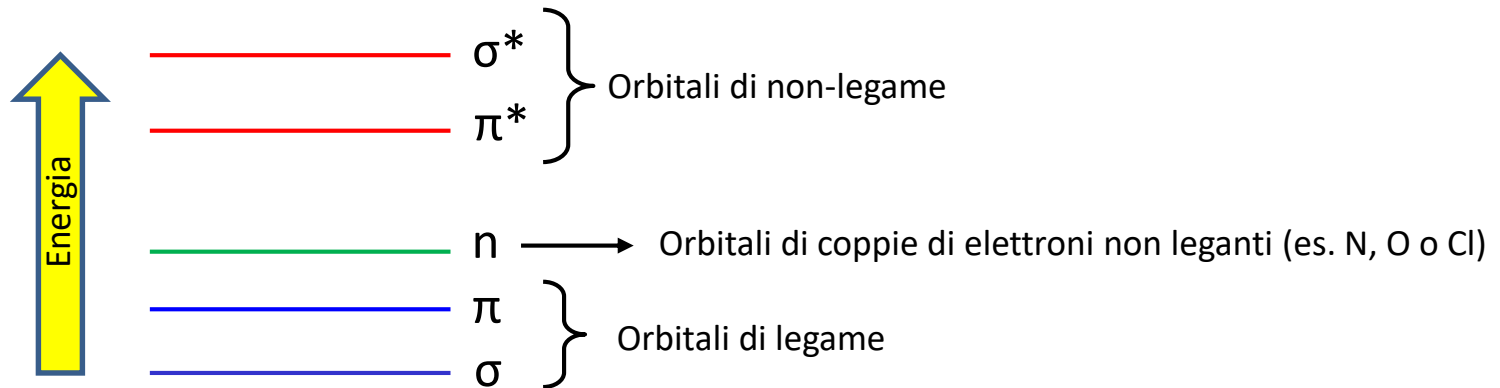 σ*
Orbitali di non-legame
π*
Energia
n
Orbitali di coppie di elettroni non leganti (es. N, O o Cl)
π
Orbitali di legame
σ